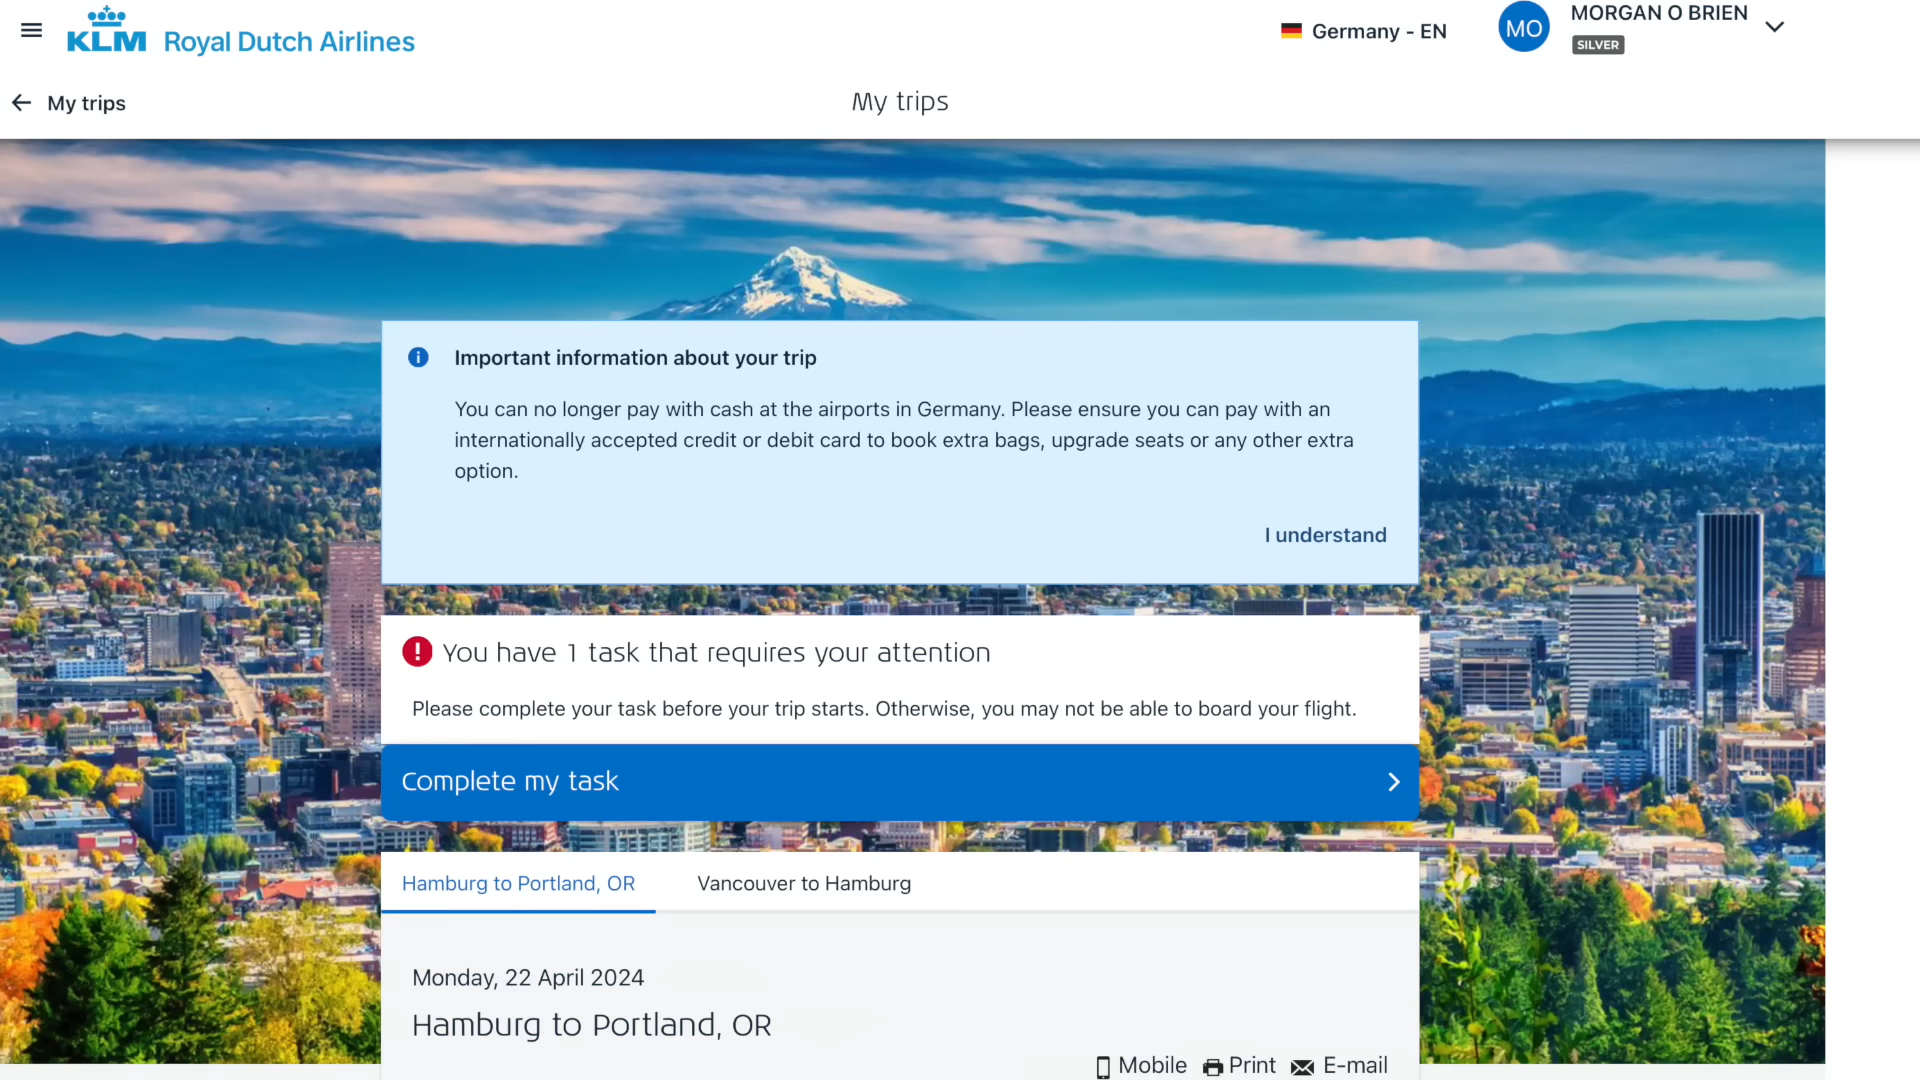 KLM Royal Dutch Airlines
Germany - EN
MO
MORGAN O BRIEN
SILVER
My trips
My trips
Important information about your trip
You can no longer pay with cash at the airports in Germany. Please ensure you can pay with an
internationally accepted credit or debit card to book extra bags, upgrade seats or any other extra
option.
I understand
You have 1 task that requires your attention
Please complete your task before your trip starts. Otherwise, you may not be able to board your flight.
Complete my task
Hamburg to Portland, OR
Vancouver to Hamburg
Monday, 22 April 2024
Hamburg to Portland, OR
Mobile Print E-mail